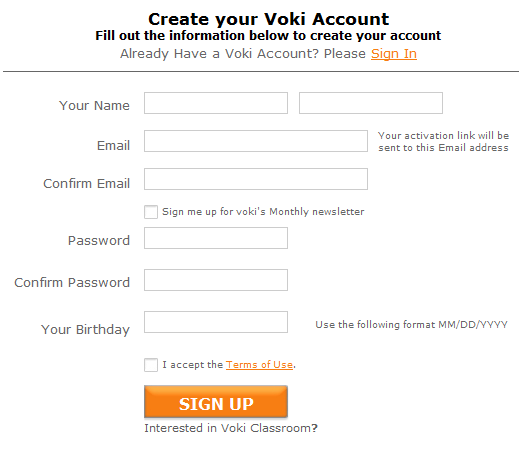 Create your Voki Account
Fill out the information below to create your account
Already Have a Voki Account? Please Sign In
Your Name
Email
Your activation link will be
sent to this Email address
Confirm Email
Sign me up for voki's Monthly newsletter
Password
Confirm Password
Your Birthday
Use the following format MM/DD/YYYY
I accept the Terms of Use.
SIGN UP
Interested in Voki Classroom?